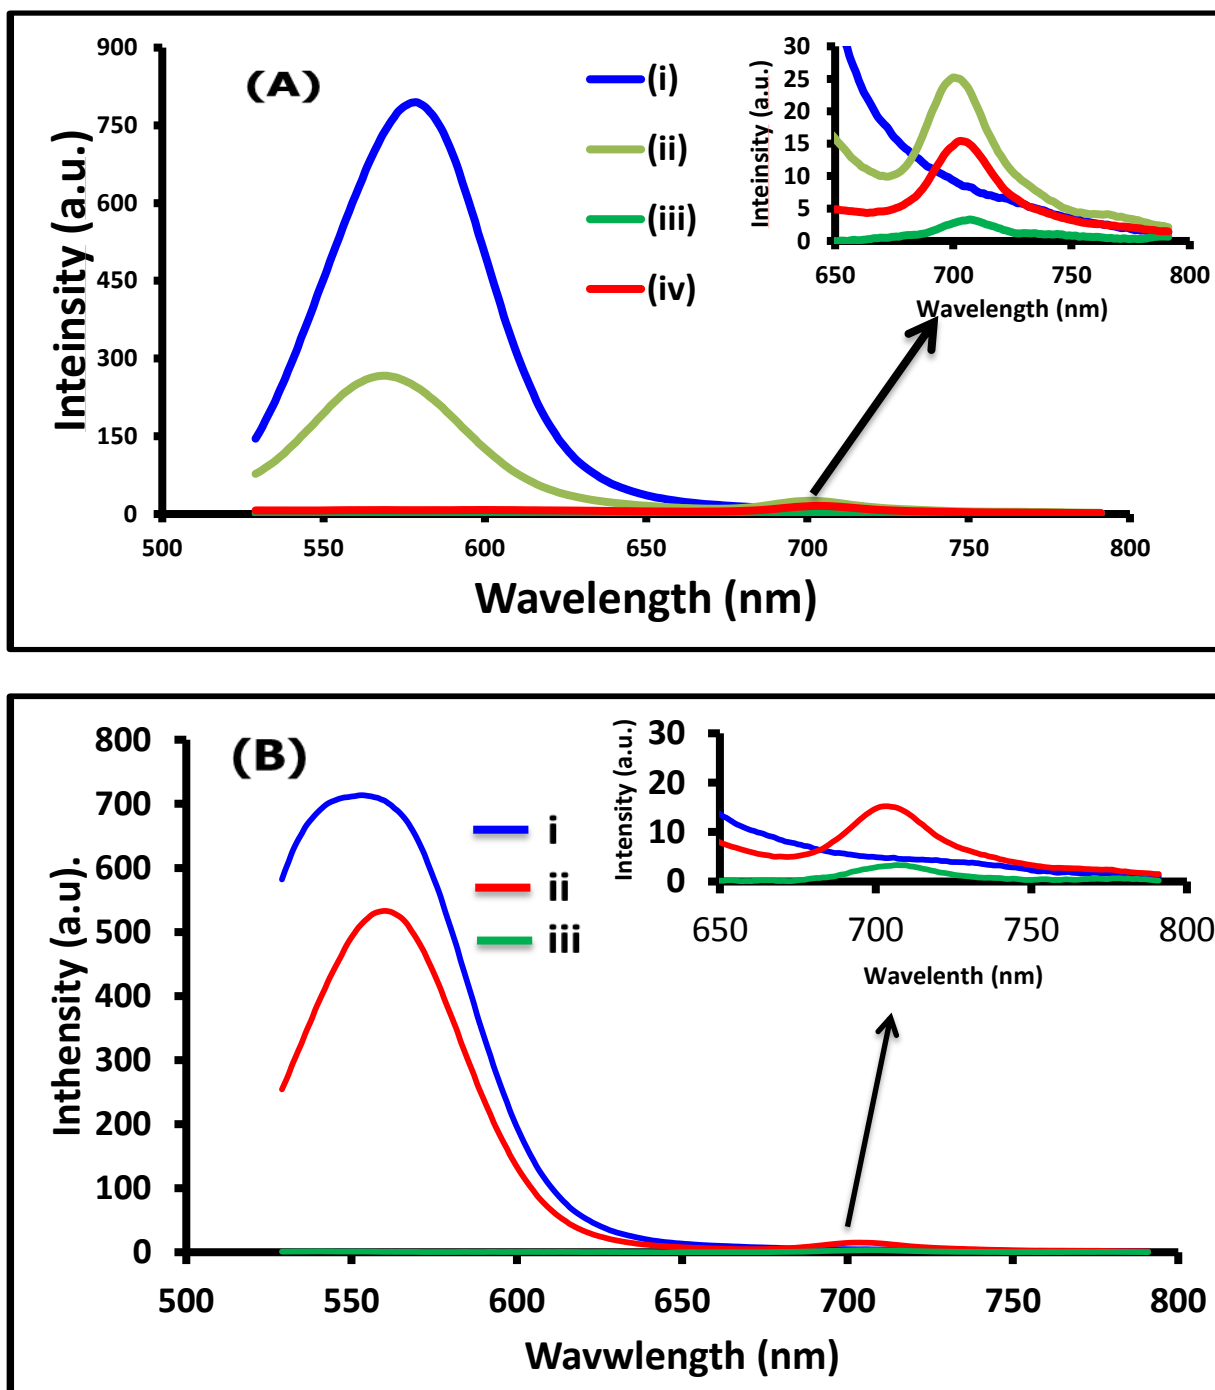 (A)
Inteinsity (a.u.)
900
750
600
450
300
150
0
500 550 600 650 700 750 800
Wavelength (nm)
(i)
(ii)
(iii)
(iv)
Inteinsity (a.u.)
30
25
20
15
10
5
0
650 700 750 800
Wavelength (nm)
(B)
Inthensity (a.u).
800
700
600
500
400
300
200
100
0
500 550 600 650 700 750 800
Wavwlength (nm)
i
ii
iii
Intensity (a.u.)
30
20
10
0
650 700 750 800
Wavelenth (nm)